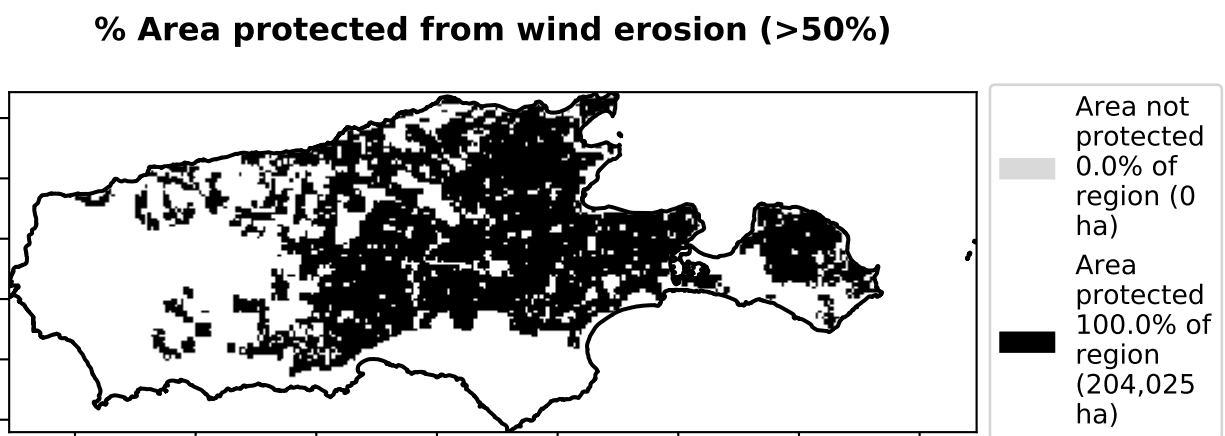 % Area protected from wind erosion (>50%)
Area not
protected
0.0% of
region (0
ha)
Area
protected
100.0% of
region
(204,025
ha)